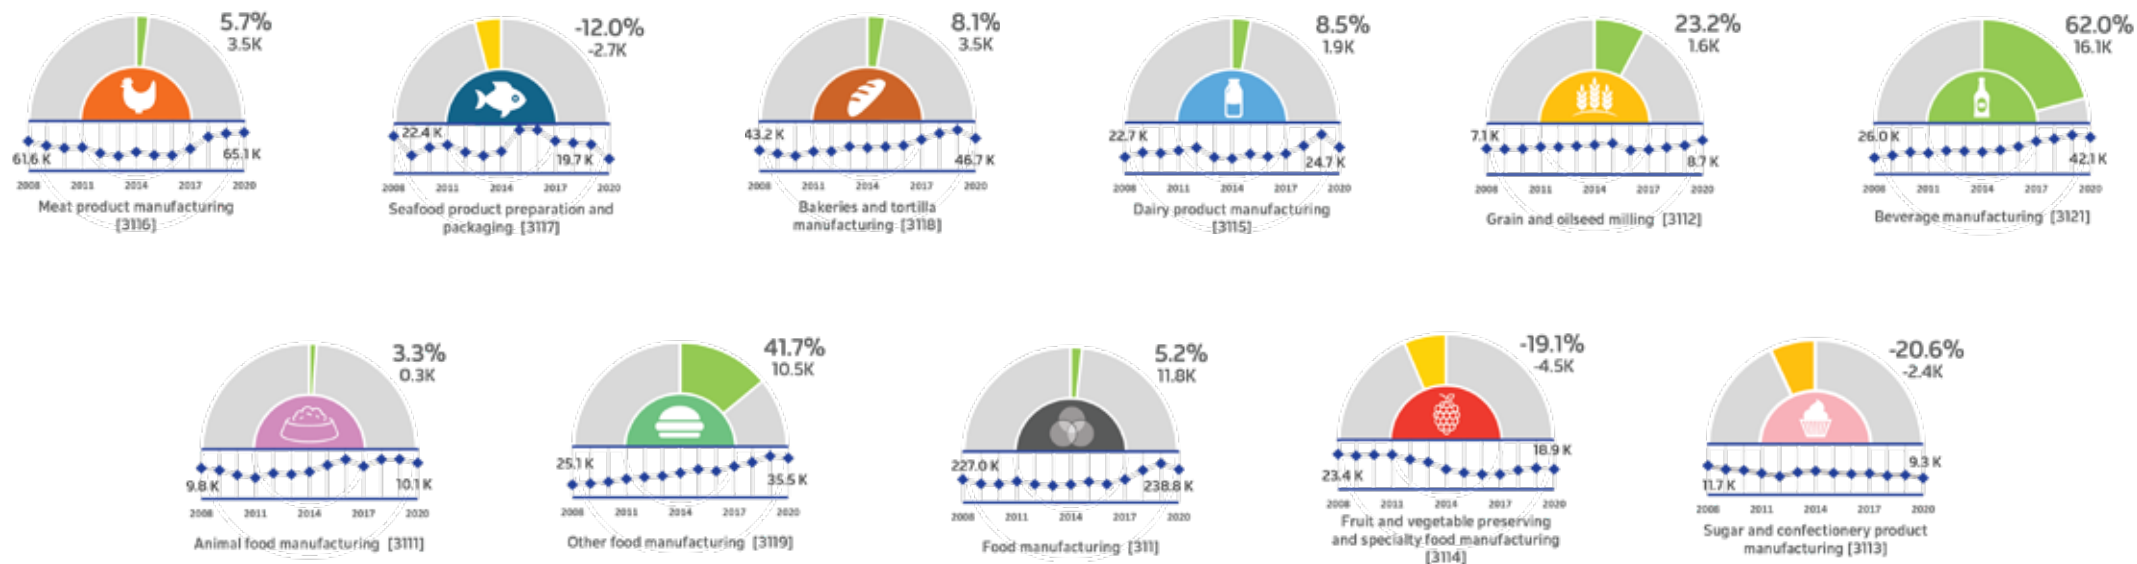 5.7%
3.5K
61.6 K
65.1 K
2008 2011 2014 2017 2020
Meat product manufacturing
[3116]
-12.0%
-2.7K
22.4 K
19.7 K
2008 2011 2014 2017 2020
Seafood product preparation and
packaging [3117]
8.1%
3.5K
43.2 K
46.7 K
2008 2011 2014 2017 2020
Bakeries and tortilla
manufacturing [3118]
8.5%
1.9K
22.7 K
24.7 K
2008 2011 2014 2017 2020
Dairy product manufacturing
[3115]
23.2%
1.6K
7.1 K
8.7 K
2008 2011 2014 2017 2020
Grain and oilseed milling [3112]
62.0%
16.1K
26.0 K
42.1 K
2008 2011 2014 2017 2020
Beverage manufacturing [3121]
3.3%
0.3K
9.8 K
10.1 K
2008 2011 2014 2017 2020
Animal food manufacturing [3111]
41.7%
10.5K
25.1 K
35.5 K
2008 2011 2014 2017 2020
Other food manufacturing [3119]
5.2%
11.8K
227.0 K
238.8 K
2008 2011 2014 2017 2020
Food manufacturing [311]
-19.1%
-4.5K
23.4 K
18.9 K
2008 2011 2014 2017 2020
Fruit and vegetable preserving
and specialty food manufacturing
[3114]
-20.6%
-2.4K
11.7 K
9.3 K
2008 2011 2014 2017 2020
Sugar and confectionery product
manufacturing [3113]